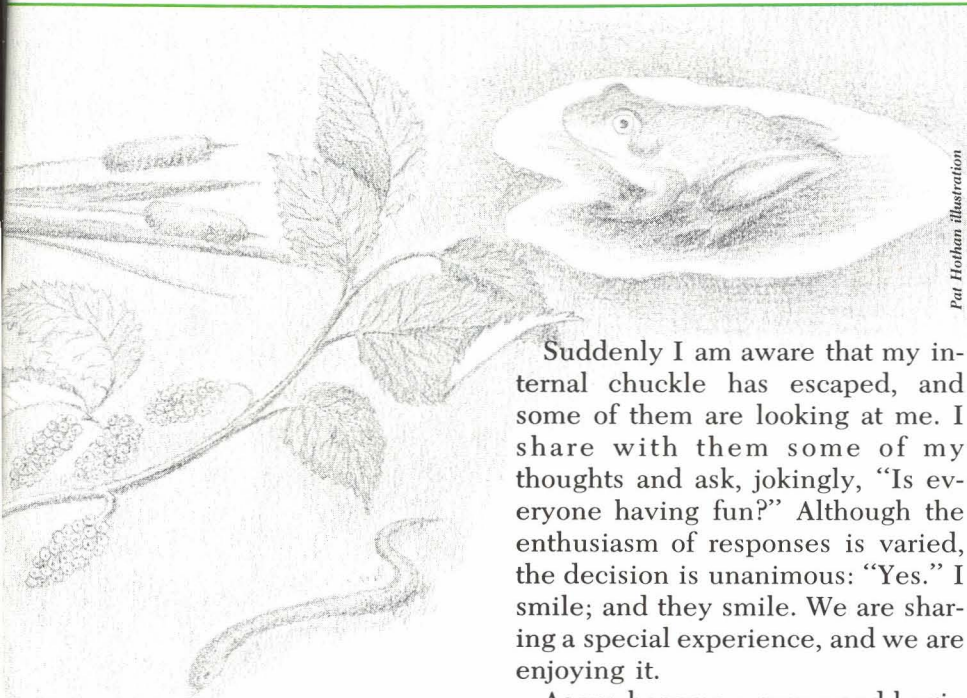 Pat Hothan illustration
Suddenly I am aware that my in-
ternal chuckle has escaped, and
some of them are looking at me. I
share with them some of my
thoughts and ask, jokingly, “Is ev-
eryone having fun?” Although the
enthusiasm of responses is varied,
the decision is unanimous: “Yes.” I
smile; and they smile. We are shar-
ing a special experience, and we are
enjoying it.